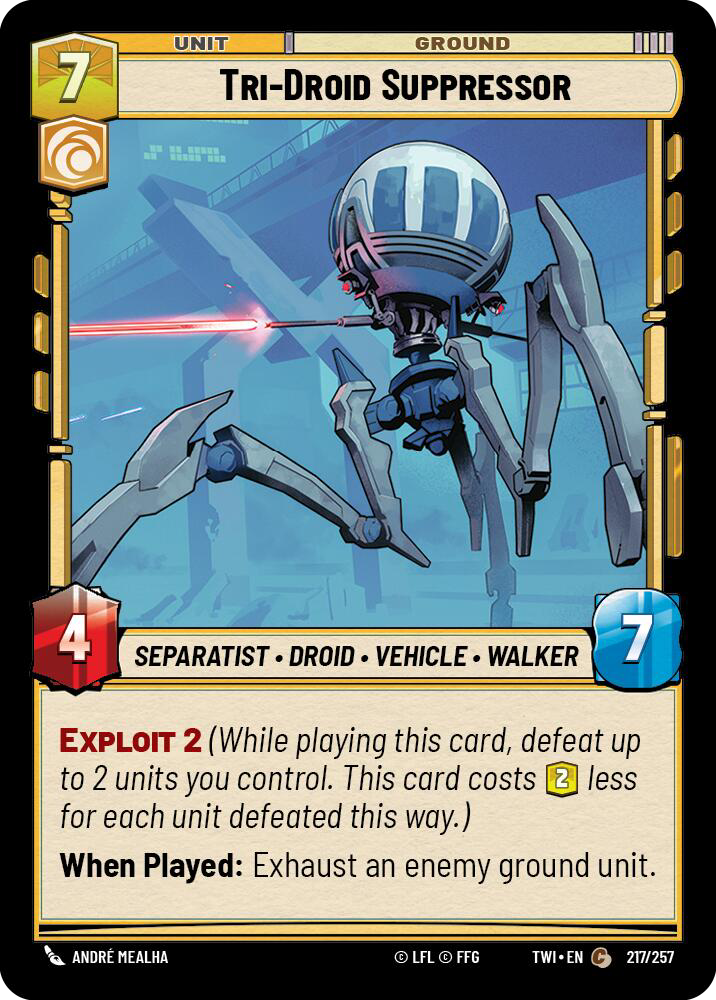 UNIT
GROUND
7
TRI-DROID SUPPRESSOR
4
SEPARATIST • DROID • VEHICLE • WALKER
7
EXPLOIT 2 (While playing this card, defeat up
to 2 units you control. This card costs 2 less
for each unit defeated this way.)
When Played: Exhaust an enemy ground unit.
ANDRÉ MEALHA
© LFL © FFG
TWI • EN C 217/257